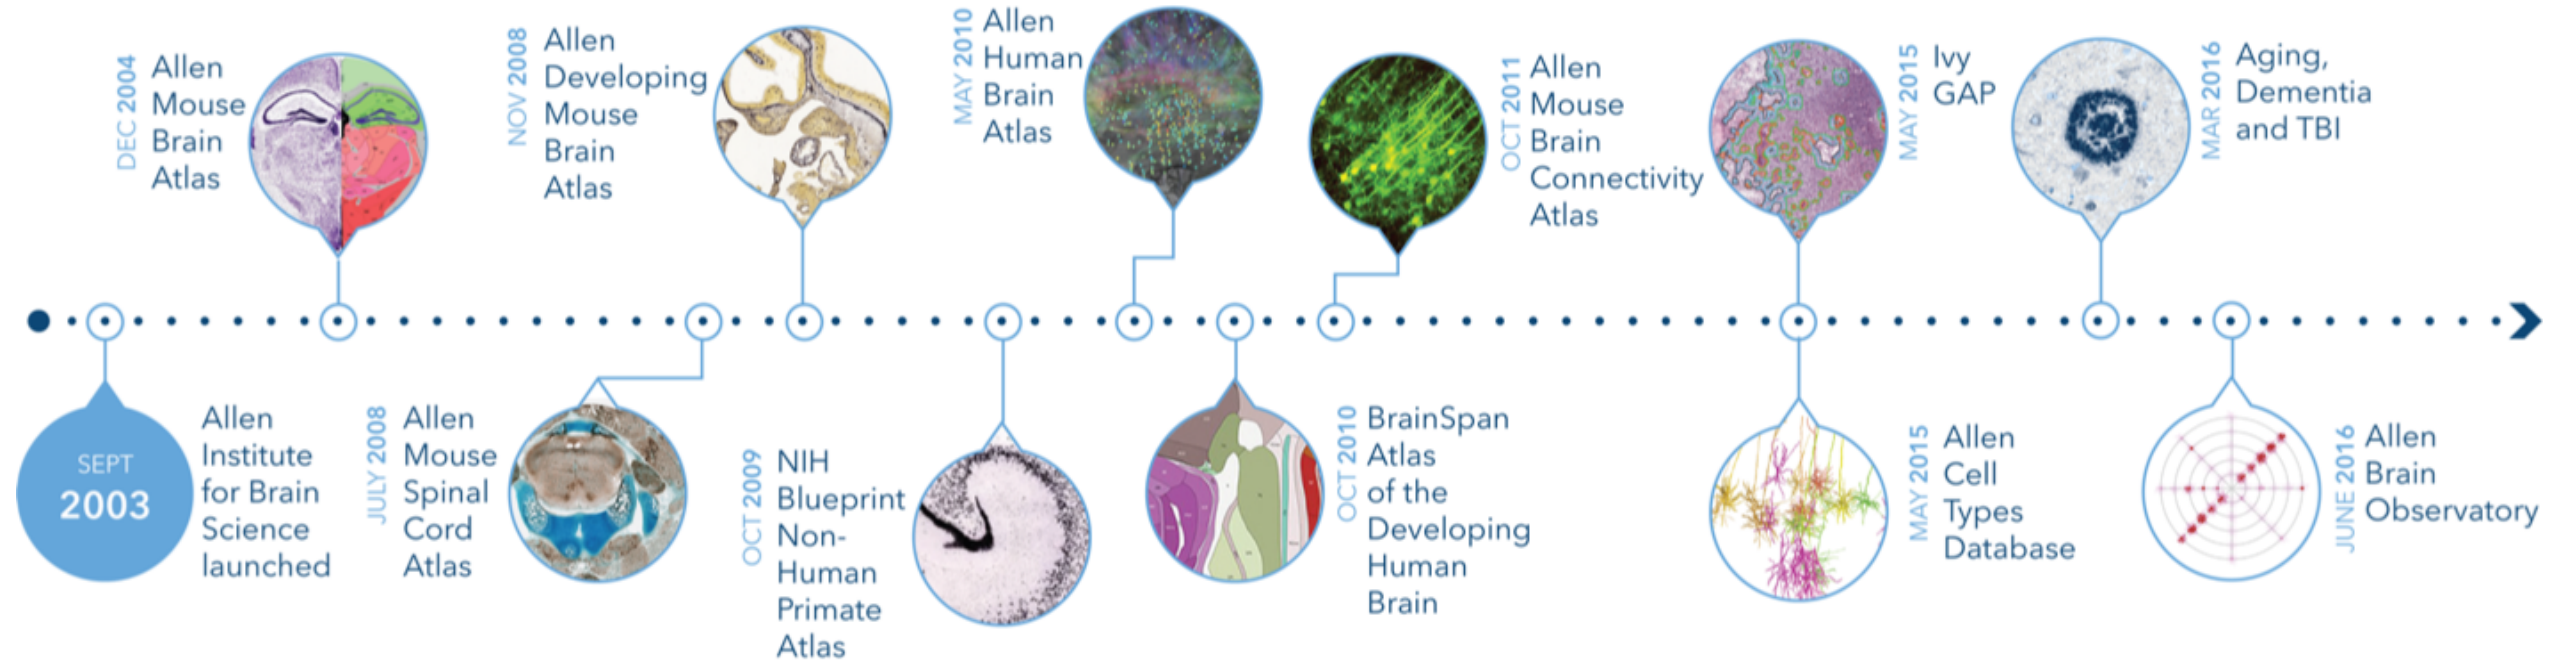 DEC 2004
Allen
Mouse
Brain
Atlas
NOV 2008
Allen
Developing
Mouse
Brain
Atlas
MAY 2010
Allen
Human
Brain
Atlas
OCT 2011
Allen
Mouse
Brain
Connectivity
Atlas
MAY 2015
Ivy
GAP
MAR 2016
Aging,
Dementia
and TBI
SEPT
2003
Allen
Institute
for Brain
Science
launched
JULY 2008
Allen
Mouse
Spinal
Cord
Atlas
OCT 2009
NIH
Blueprint
Non-
Human
Primate
Atlas
OCT 2010
BrainSpan
Atlas
of the
Developing
Human
Brain
MAY 2015
Allen
Cell
Types
Database
JUNE 2016
Allen
Brain
Observatory